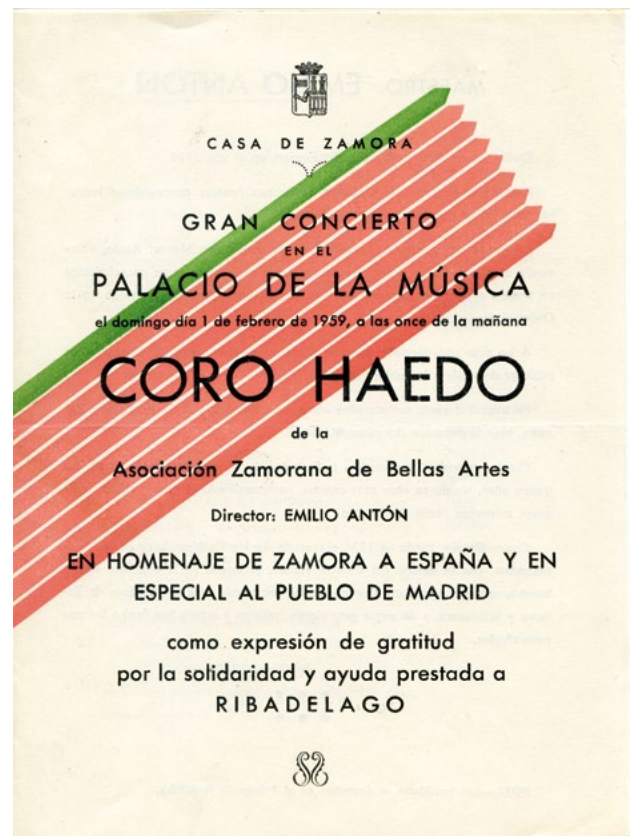 CASA DE ZAMORA
GRAN CONCIERTO
EN EL
PALACIO DE LA MÚSICA
el domingo día 1 de febrero de 1959, a las once de la mañana
CORO HAEDO
de la
Asociación Zamorana de Bellas Artes
Director: EMILIO ANTÓN
EN HOMENAJE DE ZAMORA A ESPAÑA Y EN
ESPECIAL AL PUEBLO DE MADRID
como expresión de gratitud
por la solidaridad y ayuda prestada a
RIBADELAGO